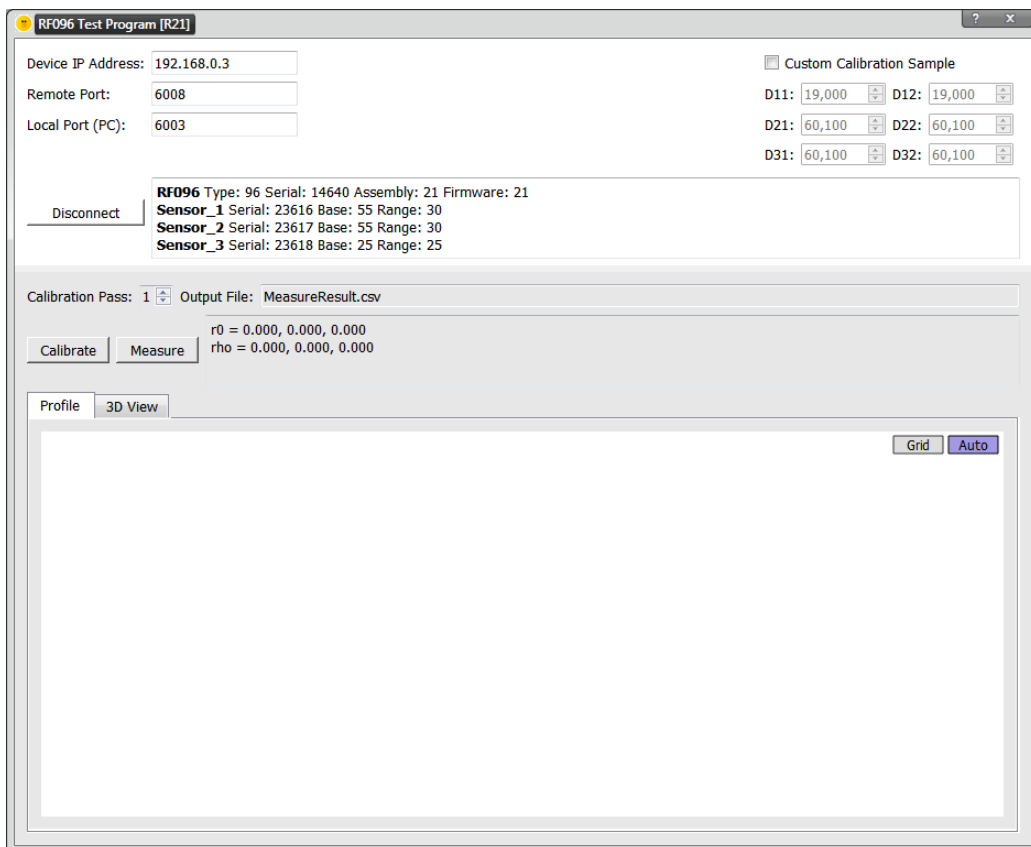 RF096 Test Program [R21]
? x
Device IP Address: 192.168.0.3
Remote Port: 6008
Local Port (PC): 6003
Custom Calibration Sample
D11: 19,000 D12: 19,000
D21: 60,100 D22: 60,100
D31: 60,100 D32: 60,100
Disconnect
RF096 Type: 96 Serial: 14640 Assembly: 21 Firmware: 21
Sensor_1 Serial: 23616 Base: 55 Range: 30
Sensor_2 Serial: 23617 Base: 55 Range: 30
Sensor_3 Serial: 23618 Base: 25 Range: 25
Calibration Pass: 1 Output File: MeasureResult.csv
Calibrate Measure
r0 = 0.000, 0.000, 0.000
rho = 0.000, 0.000, 0.000
Profile 3D View
Grid Auto